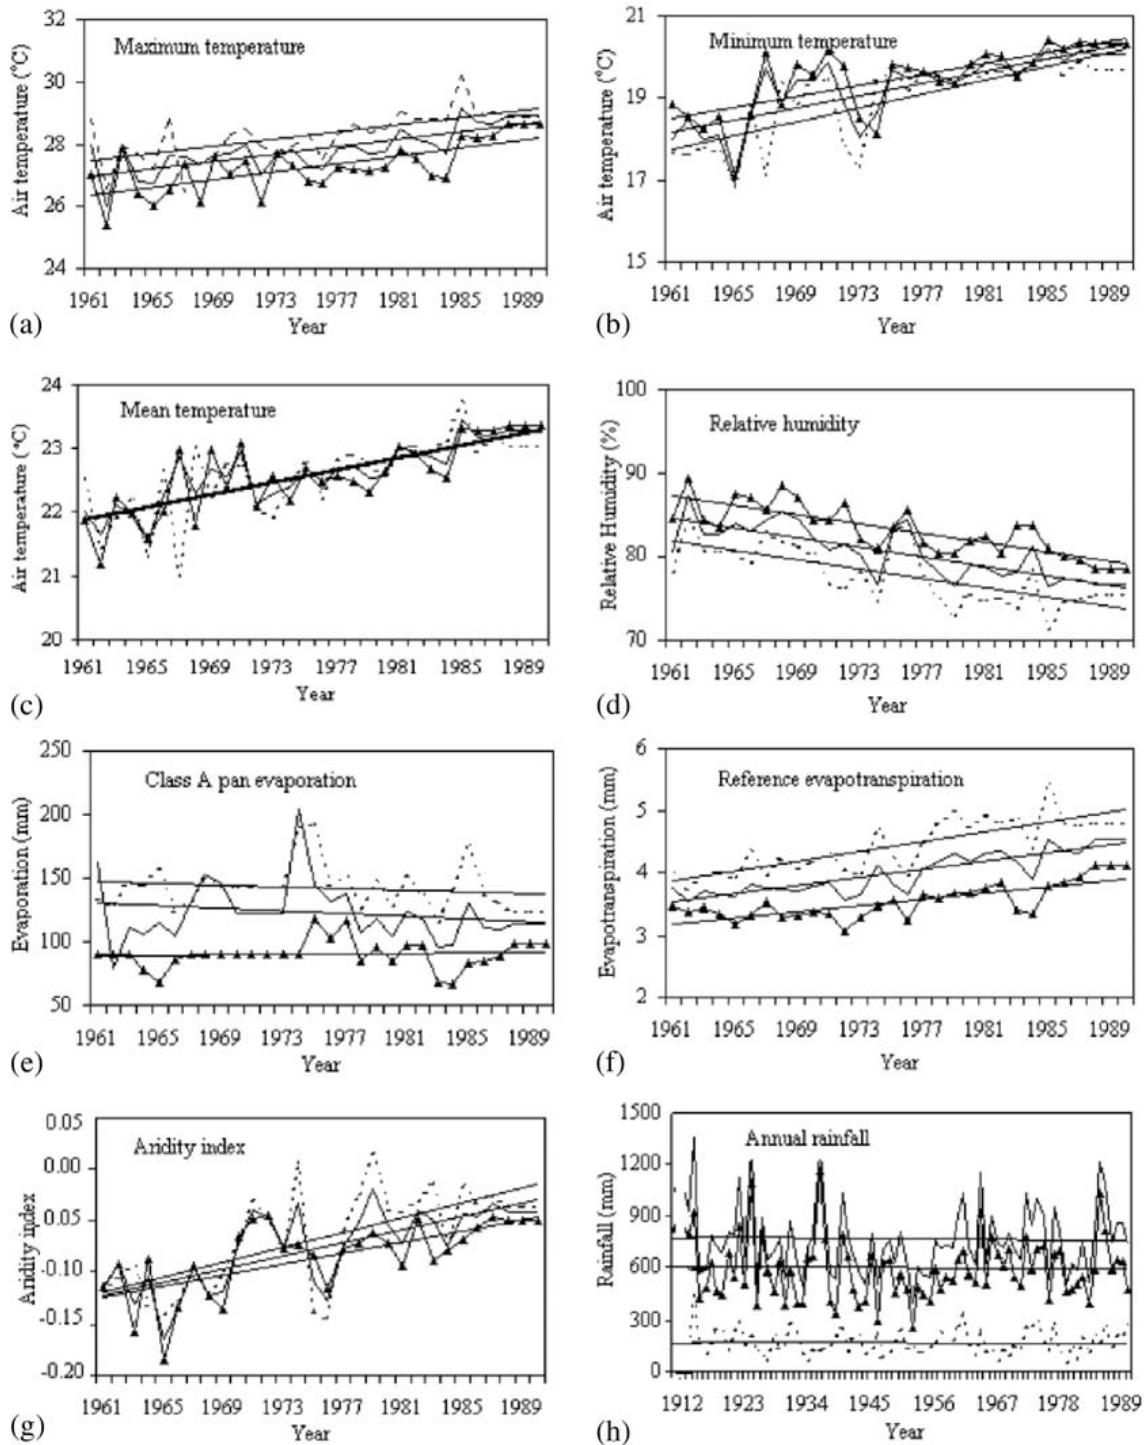 32
30
28
26
24
Air temperature (°C)
Maximum temperature
1961 1965 1969 1973 1977 1981 1985 1989
Year
(a)
21
19
17
15
Air temperature (°C)
Minimum temperature
1961 1965 1969 1973 1977 1981 1985 1989
Year
(b)
24
23
22
21
20
Air temperature (°C)
Mean temperature
1961 1965 1969 1973 1977 1981 1985 1989
Year
(c)
100
90
80
70
Relative Humidity (%)
Relative humidity
1961 1965 1969 1973 1977 1981 1985 1989
Year
(d)
250
200
150
100
50
Evaporation (mm)
Class A pan evaporation
1961 1965 1969 1973 1977 1981 1985 1989
Year
(e)
6
5
4
3
2
Evapotranspiration (mm)
Reference evapotranspiration
1961 1965 1969 1973 1977 1981 1985 1989
Year
(f)
0.05
0.00
0.05
-0.10
-0.15
-0.20
Aridity index
Aridity index
1961 1965 1969 1973 1977 1981 1985 1989
Year
(g)
1500
1200
900
600
300
0
Rainfall (mm)
Annual rainfall
1912 1923 1934 1945 1956 1967 1978 1989
Year
(h)